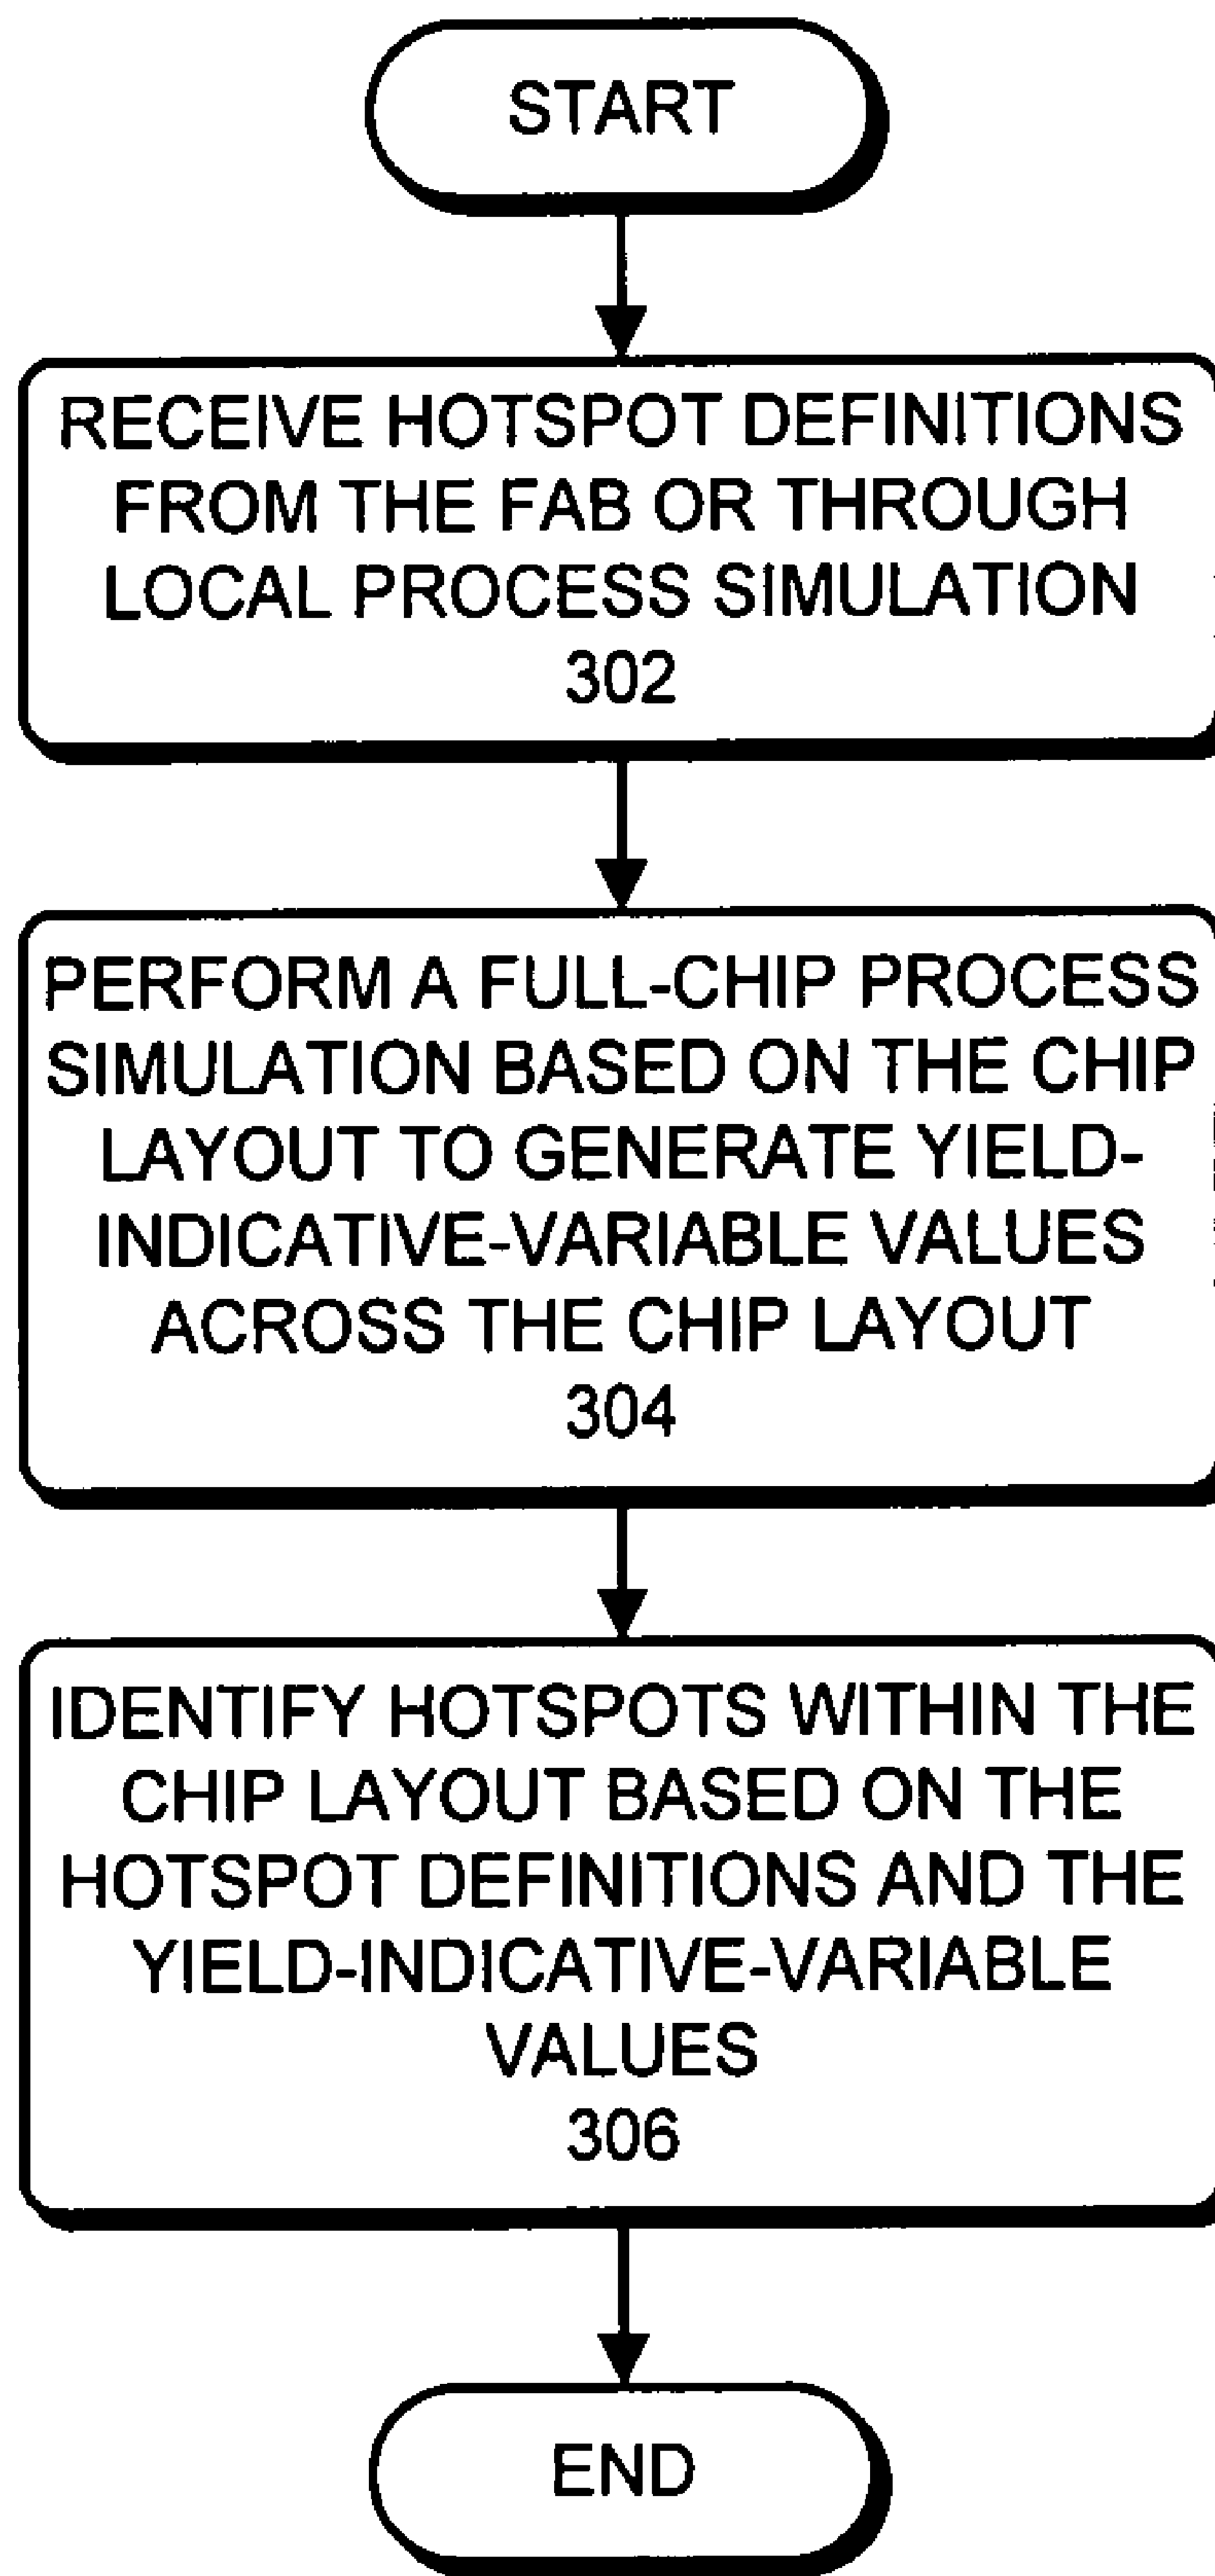 START
RECEIVE HOTSPOT DEFINITIONS
FROM THE FAB OR THROUGH
LOCAL PROCESS SIMULATION
302
PERFORM A FULL-CHIP PROCESS
SIMULATION BASED ON THE CHIP
LAYOUT TO GENERATE YIELD-
INDICATIVE-VARIABLE VALUES
ACROSS THE CHIP LAYOUT
304
IDENTIFY HOTSPOTS WITHIN THE
CHIP LAYOUT BASED ON THE
HOTSPOT DEFINITIONS AND THE
YIELD-INDICATIVE-VARIABLE
VALUES
306
END